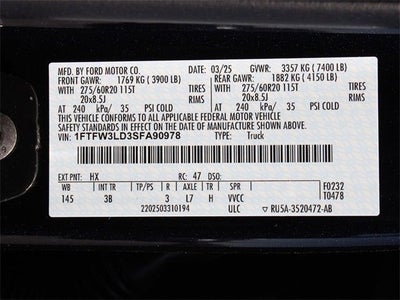 MFD. BY FORD MOTOR CO. 03/25 GVWR: 3357 KG ( 7400 LB)
FRONT GAWR: 1769 KG ( 3900 LB) REAR GAWR: 1882 KG ( 4150 LB)
WITH 275/60R20 115T TIRES WITH 275/60R20 115T TIRES
20x8.5J RIMS 20x8.5J RIMS
AT 240 kPa/ 35 PSI COLD AT 240 kPa/ 35 PSI COLD
THIS VEHICLE CONFORMS TO ALL APPLICABLE FEDERAL MOTOR VEHICLE SAFETY STANDARDS IN EFFECT ON THE DATE OF MANUFACTURE SHOWN ABOVE.
VIN: 1FTFW3LD3SFA90978 TYPE: Truck
EXT PNT: HX RC: 47 DSO:
WB INT TR TP/PS R AXLE TR SPR F0232
145 3B 3 L7 H VVCC T0478
2202503310194 ULC RU5A-3520472-AB